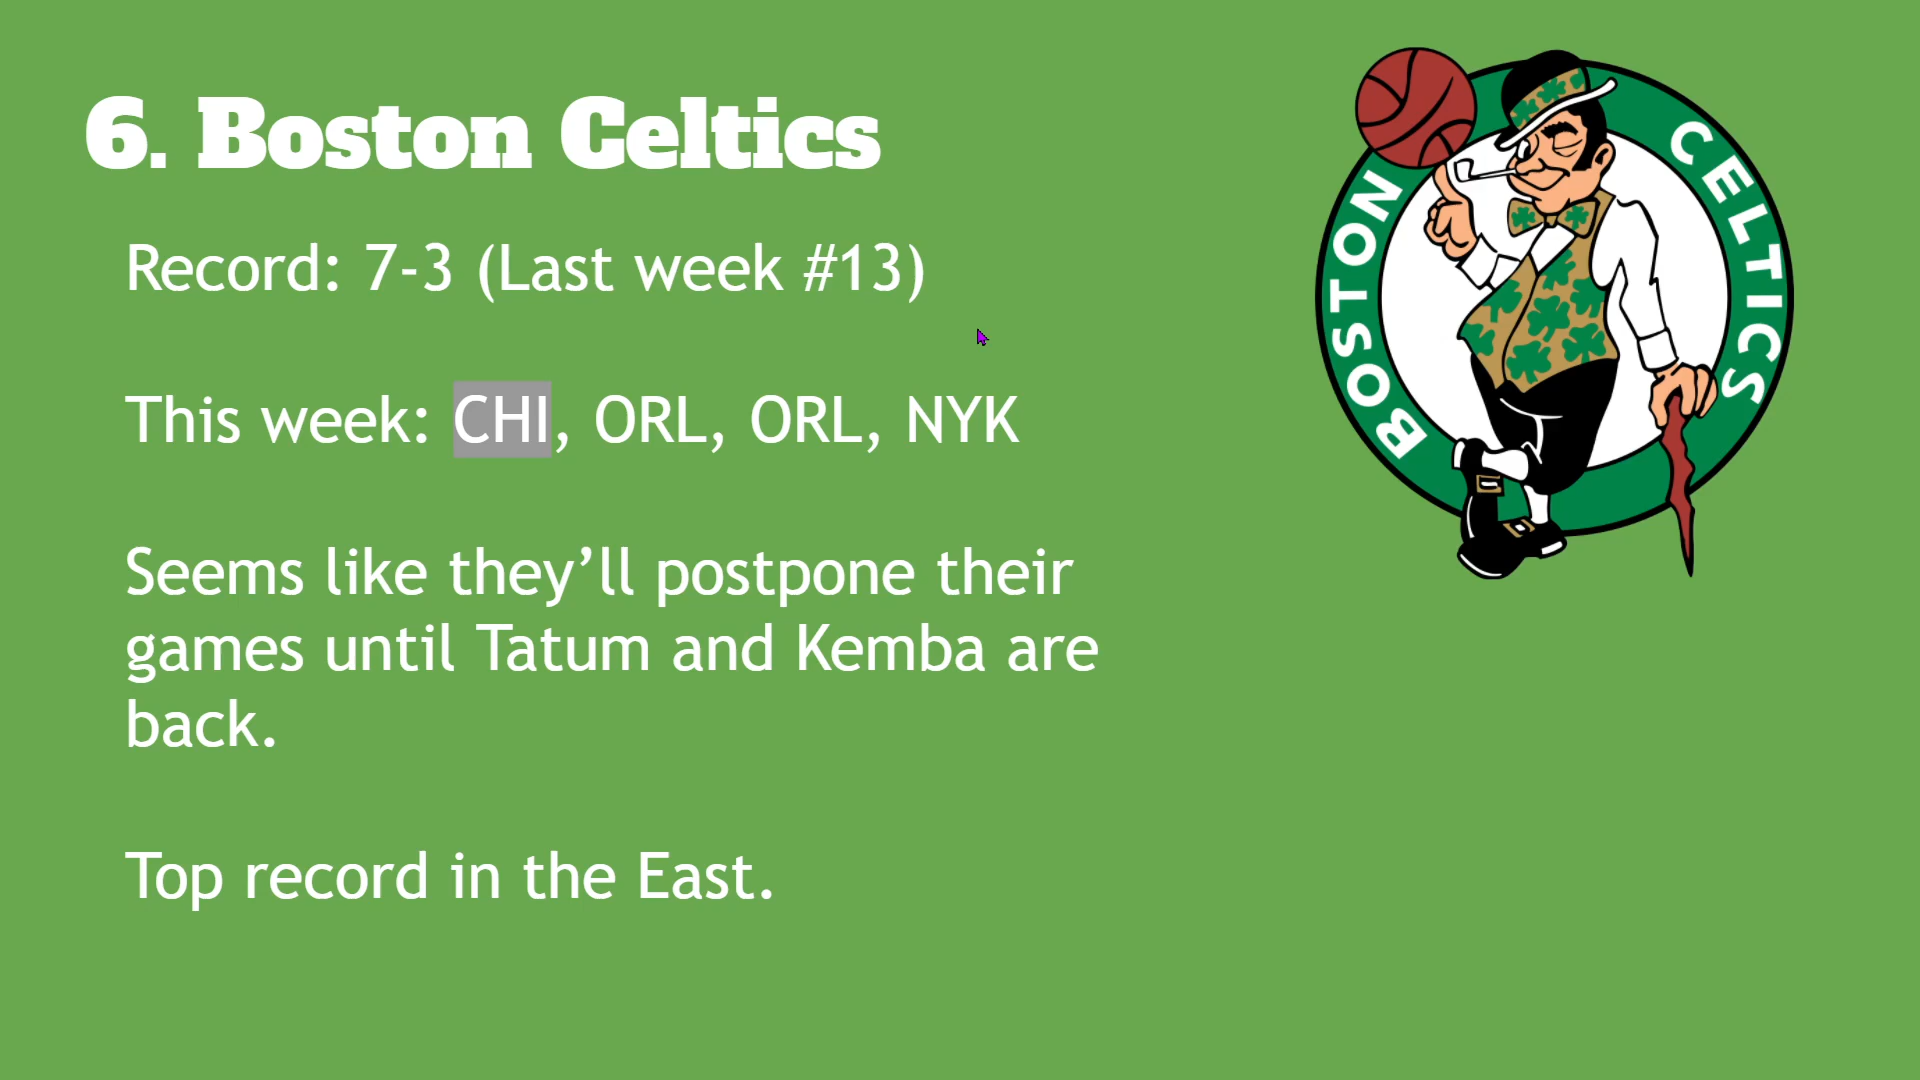 6. Boston Celtics
Record: 7-3 (Last week #13)
This week: CHI, ORL, ORL, NYK
Seems like they’ll postpone their
games until Tatum and Kemba are
back.
Top record in the East.
BOSTON CELTICS